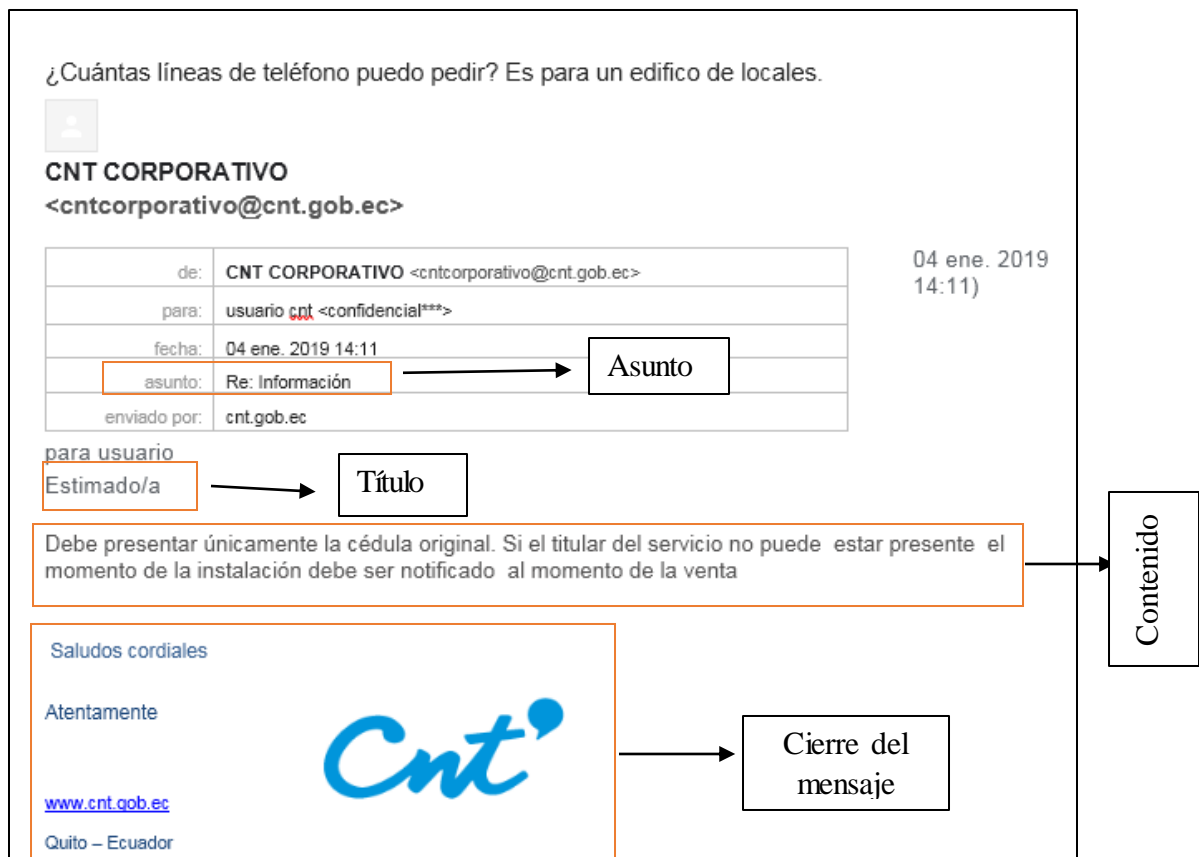 ¿Cuántas líneas de teléfono puedo pedir? Es para un edifico de locales.
CNT CORPORATIVO
<cntcorporativo@cnt.gob.ec>
04 ene. 2019
14:11)
de: CNT CORPORATIVO <cntcorporativo@cnt.gob.ec>
para: usuario cnt <confidencial***>
fecha: 04 ene. 2019 14:11
asunto: Re: Información
Asunto
enviado por: cnt.gob.ec
para usuario
Estimado/a
Título
Debe presentar únicamente la cédula original. Si el titular del servicio no puede estar presente el
momento de la instalación debe ser notificado al momento de la venta
Contenido
Saludos cordiales
Atentamente
Cnt
www.cnt.gob.ec
Quito – Ecuador
Cierre del
mensaje